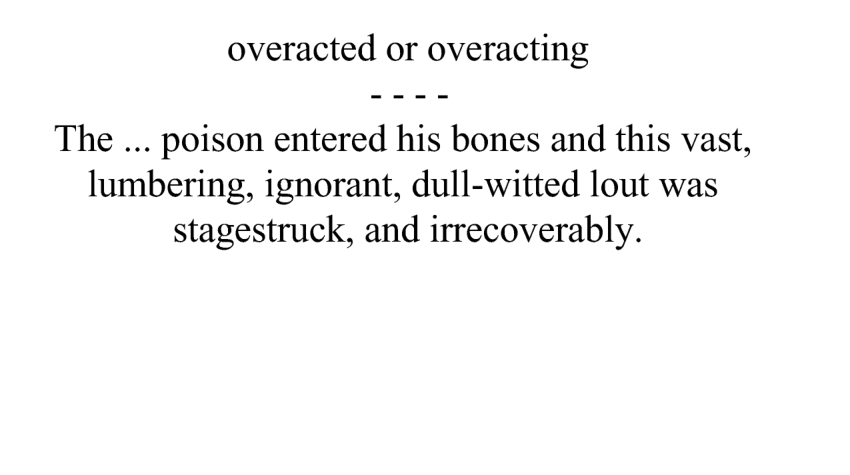 overacted or overacting
- - - -
The ... poison entered his bones and this vast,
lumbering, ignorant, dull-witted lout was
stagestruck, and irrecoverably.